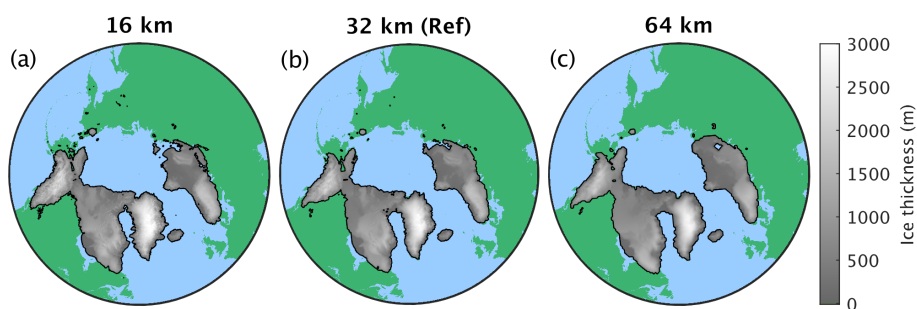 16 km
32 km (Ref)
64 km
(a)
(b)
(c)
3000
2500
2000
1500
1000
500
0
Ice thickness (m)